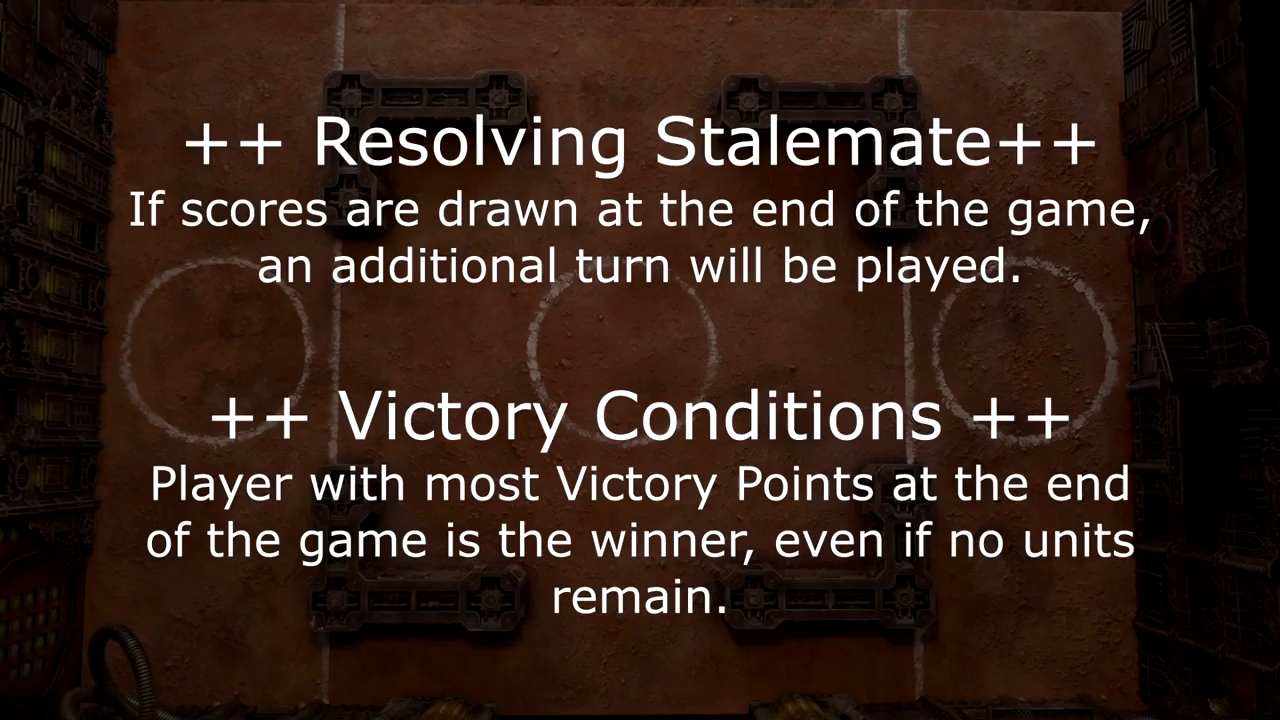 ++ Resolving Stalemate++
If scores are drawn at the end of the game,
an additional turn will be played.
++ Victory Conditions ++
Player with most Victory Points at the end
of the game is the winner, even if no units
remain.